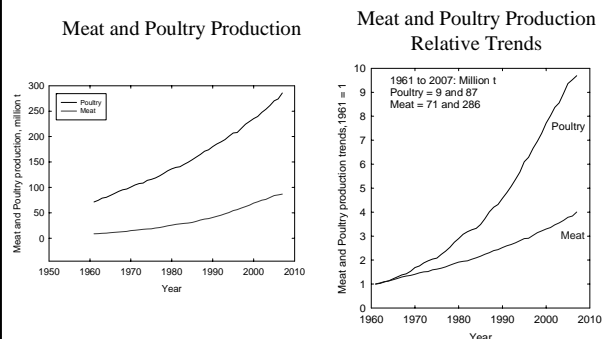 Meat and Poultry Production
Meat and Poultry production, million t
300
250
200
150
100
50
0
Poultry
Meat
1950
1960
1970
1980
1990
2000
2010
Year
Meat and Poultry Production
Relative Trends
Meat and Poultry production trends,1961 = 1
10
9
8
7
6
5
4
3
2
1
0
1961 to 2007: Million t
Poultry = 9 and 87
Meat = 71 and 286
Poultry
Meat
1960
1970
1980
1990
2000
2010
Year